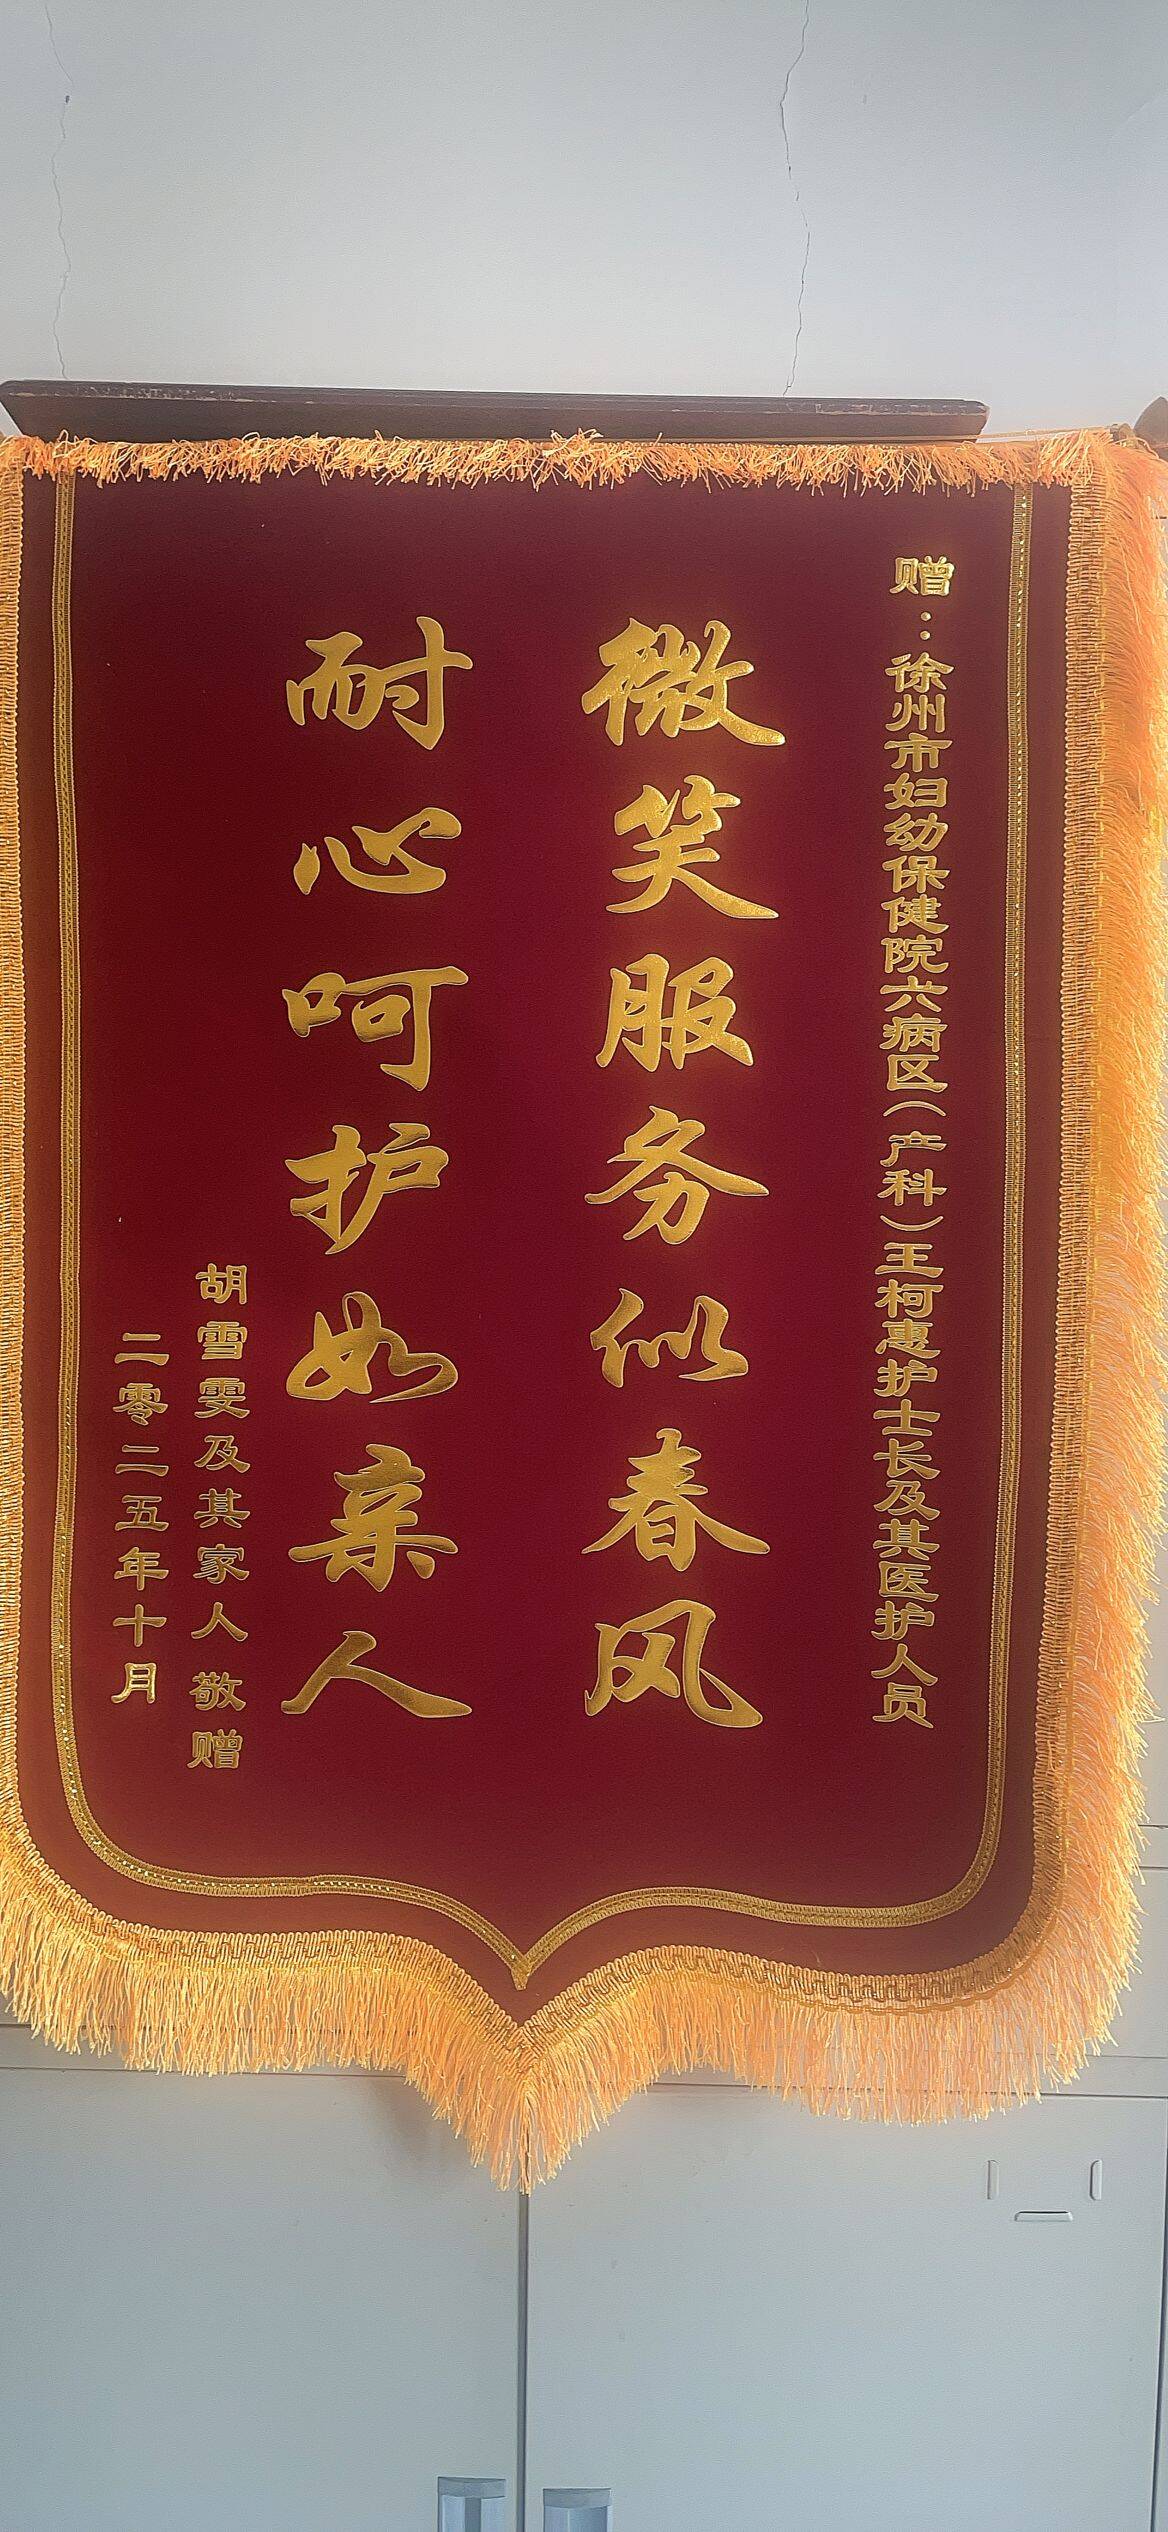 赠：徐州市妇幼保健院六病区（产科）王柯惠护士长及其医护人员
微笑服务似春风
耐心呵护如亲人
胡雪雯及其家人敬赠
二零二五年十月